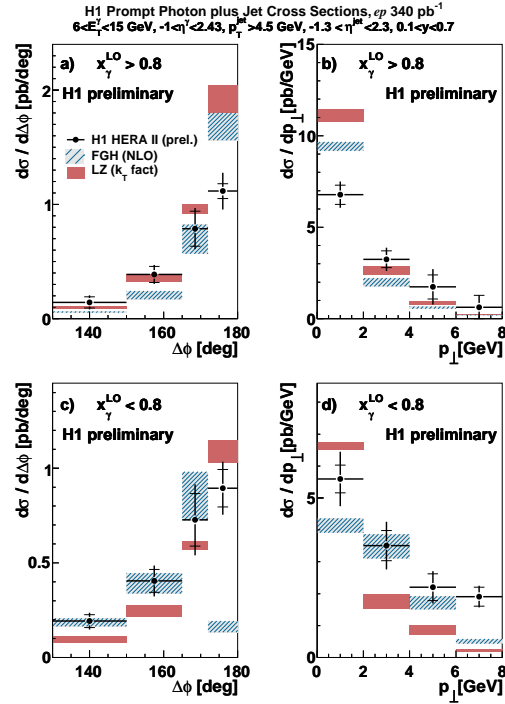 H1 Prompt Photon plus Jet Cross Sections, ep 340 pb⁻¹
6<E_T^γ<15 GeV, -1<η^γ<2.43, p_T^jet>4.5 GeV, -1.3 < η^jet<2.3, 0.1<y<0.7
a) x_γ^LO > 0.8
H1 preliminary
H1 HERA II (prel.)
FGH (NLO)
LZ (k_T fact)
dσ / dΔφ [pb/deg]
2
1
0
140 160 180
Δφ [deg]
b) x_γ^LO > 0.8
H1 preliminary
dσ / dp_⊥ [pb/GeV]
15
10
5
0
0 2 4 6 8
p_⊥[GeV]
c) x_γ^LO < 0.8
H1 preliminary
dσ / dΔφ [pb/deg]
1
0.5
0
140 160 180
Δφ [deg]
d) x_γ^LO < 0.8
H1 preliminary
dσ / dp_⊥ [pb/GeV]
5
0
0 2 4 6 8
p_⊥[GeV]